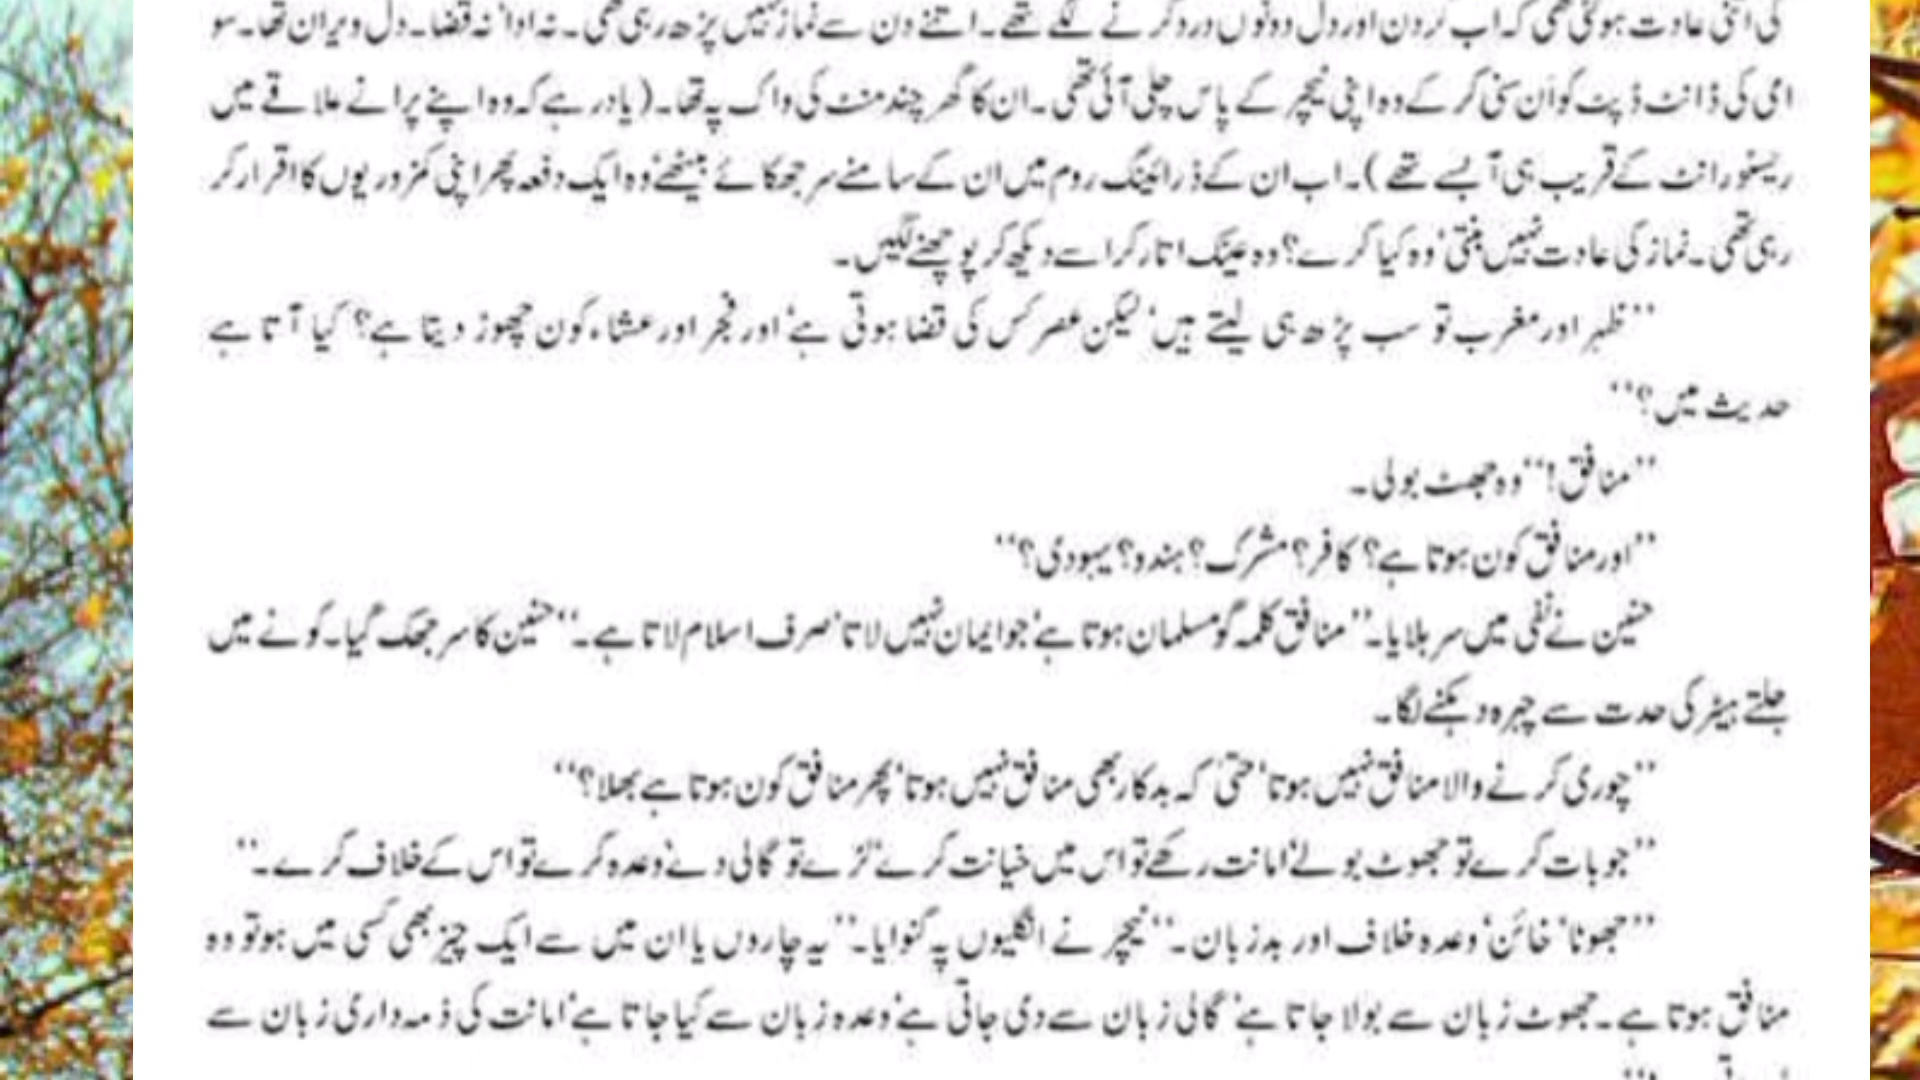 کی اتنی عادت ہوگئی تھی کہ اب گردن اور دل دونوں درد کرنے لگے تھے۔ اتنے دن سے نماز نہیں پڑھ رہی تھی۔ نہ ادا' نہ قضا۔ دل ویران تھا۔ سو
امی کی ڈانٹ ڈپٹ کو اَن سنی کر کے وہ اپنی ٹیچر کے پاس چلی آئی تھی۔ ان کا گھر چند منٹ کی واک پہ تھا۔ (یاد رہے کہ وہ اپنے پرانے علاقے میں
ریسٹورانٹ کے قریب ہی آ بسے تھے)۔ اب ان کے ڈرائینگ روم میں ان کے سامنے سر جھکائے بیٹھے' وہ ایک دفعہ پھر اپنی کمزوریوں کا اقرار کر
رہی تھی۔ نماز کی عادت نہیں بنتی' وہ کیا کرے؟ وہ عینک اتار کر اسے دیکھ کر پوچھنے لگیں۔
''ظہر اور مغرب تو سب پڑھ ہی لیتے ہیں' لیکن عصر کس کی قضا ہوتی ہے' اور فجر اور عشاء کون چھوڑ دیتا ہے؟ کیا آتا ہے
حدیث میں؟''
''منافق!'' وہ جھٹ بولی۔
''اور منافق کون ہوتا ہے؟ کافر؟ مشرک؟ ہندو؟ یہودی؟''
حنین نے نفی میں سر ہلایا۔ ''منافق کلمہ گو مسلمان ہوتا ہے' جو ایمان نہیں لاتا' صرف اسلام لاتا ہے۔'' حنین کا سر جھک گیا۔ کونے میں
جلتے ہیٹر کی حدت سے چہرہ دہکنے لگا۔
''چوری کرنے والا منافق نہیں ہوتا' حتیٰ کہ بدکار بھی منافق نہیں ہوتا' پھر منافق کون ہوتا ہے بھلا؟''
''جو بات کرے تو جھوٹ بولے' امانت رکھے تو اس میں خیانت کرے' لڑے تو گالی دے' وعدہ کرے تو اس کے خلاف کرے۔''
''جھوٹا' خائن' وعدہ خلاف اور بدزبان۔'' ٹیچر نے انگلیوں پہ گنوایا۔ ''یہ چاروں یا ان میں سے ایک چیز بھی کسی میں ہو تو وہ
منافق ہوتا ہے۔ جھوٹ زبان سے بولا جاتا ہے' گالی زبان سے دی جاتی ہے' وعدہ زبان سے کیا جاتا ہے' امانت کی ذمہ داری زبان سے